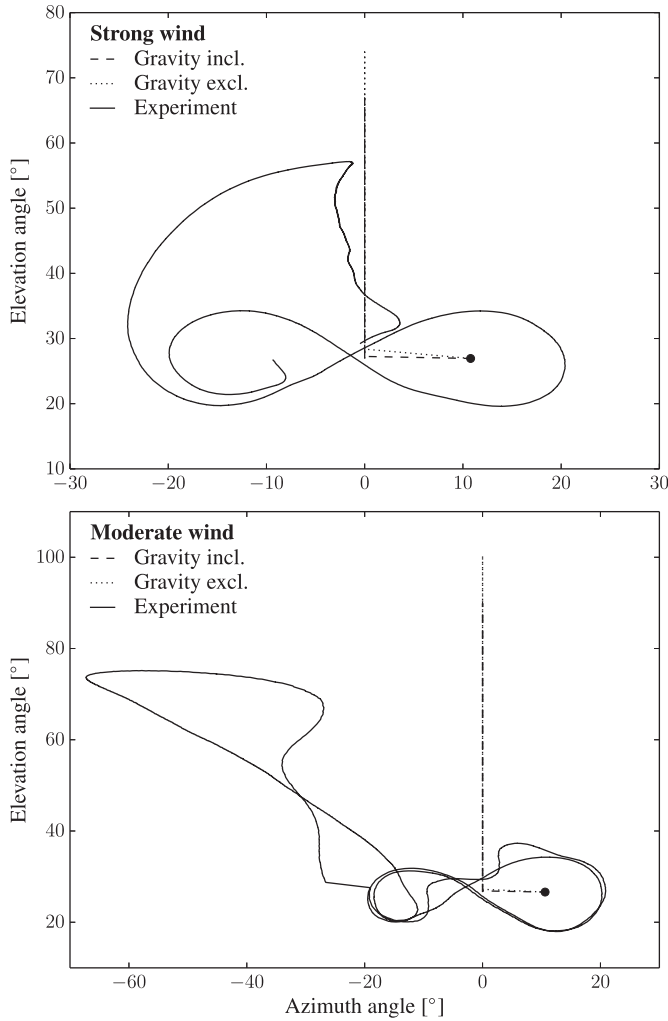 80
70
60
50
40
30
20
10
Elevation angle [°]
Strong wind
Gravity incl.
Gravity excl.
Experiment
−30
−20
−10
0
10
20
30
100
80
60
40
20
Elevation angle [°]
Moderate wind
Gravity incl.
Gravity excl.
Experiment
−60
−40
−20
0
20
Azimuth angle [°]